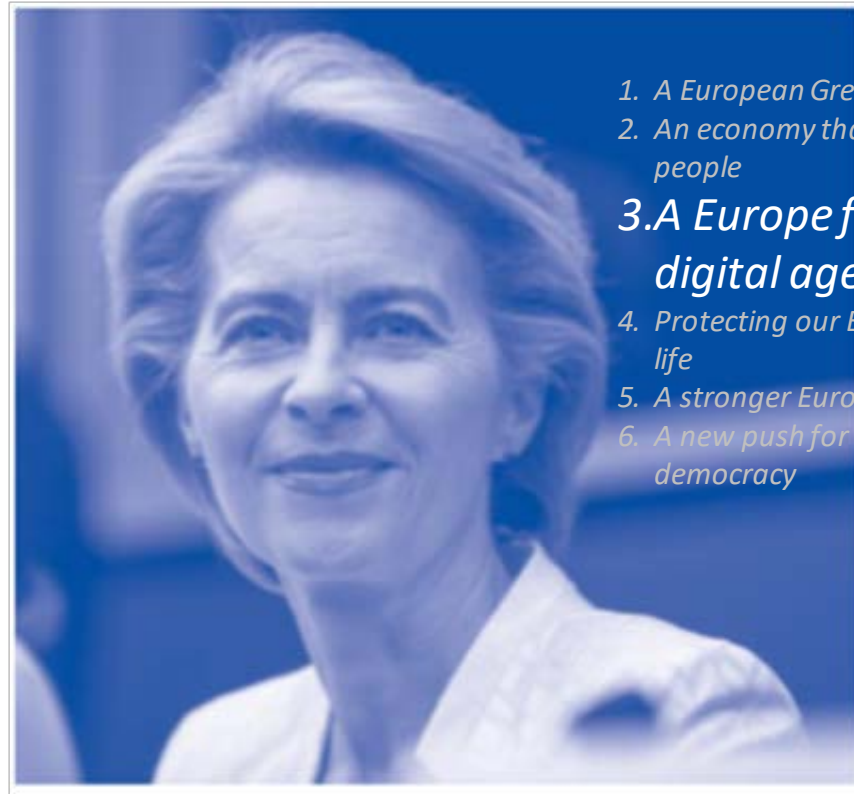 1. A European Gre
2. An economy tha
people
3.A Europe f
digital age
4. Protecting our E
life
5. A stronger Euro
6. A new push for
democracy